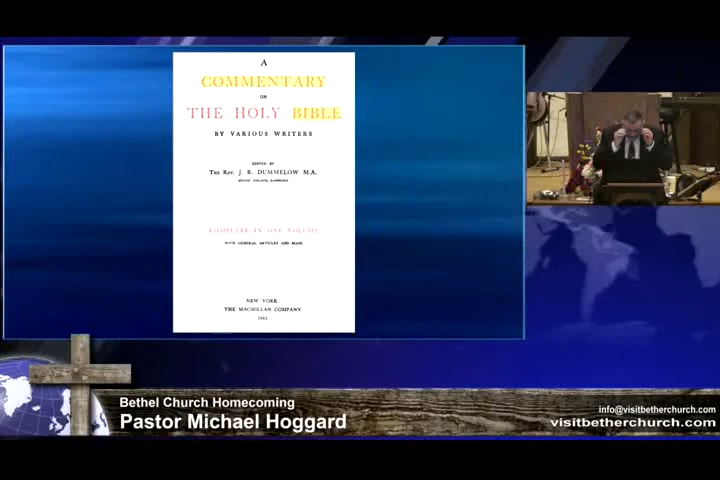 A
COMMENTARY
ON
THE HOLY BIBLE
BY VARIOUS WRITERS
EDITED BY
THE REV. J. R. DUMMELOW M.A.
COMPLETE IN ONE VOLUME
WITH GENERAL ARTICLES AND MAPS
NEW YORK
THE MACMILLAN COMPANY
Bethel Church Homecoming
Pastor Michael Hoggard
info@visitbetherchurch.com
visitbetherchurch.com